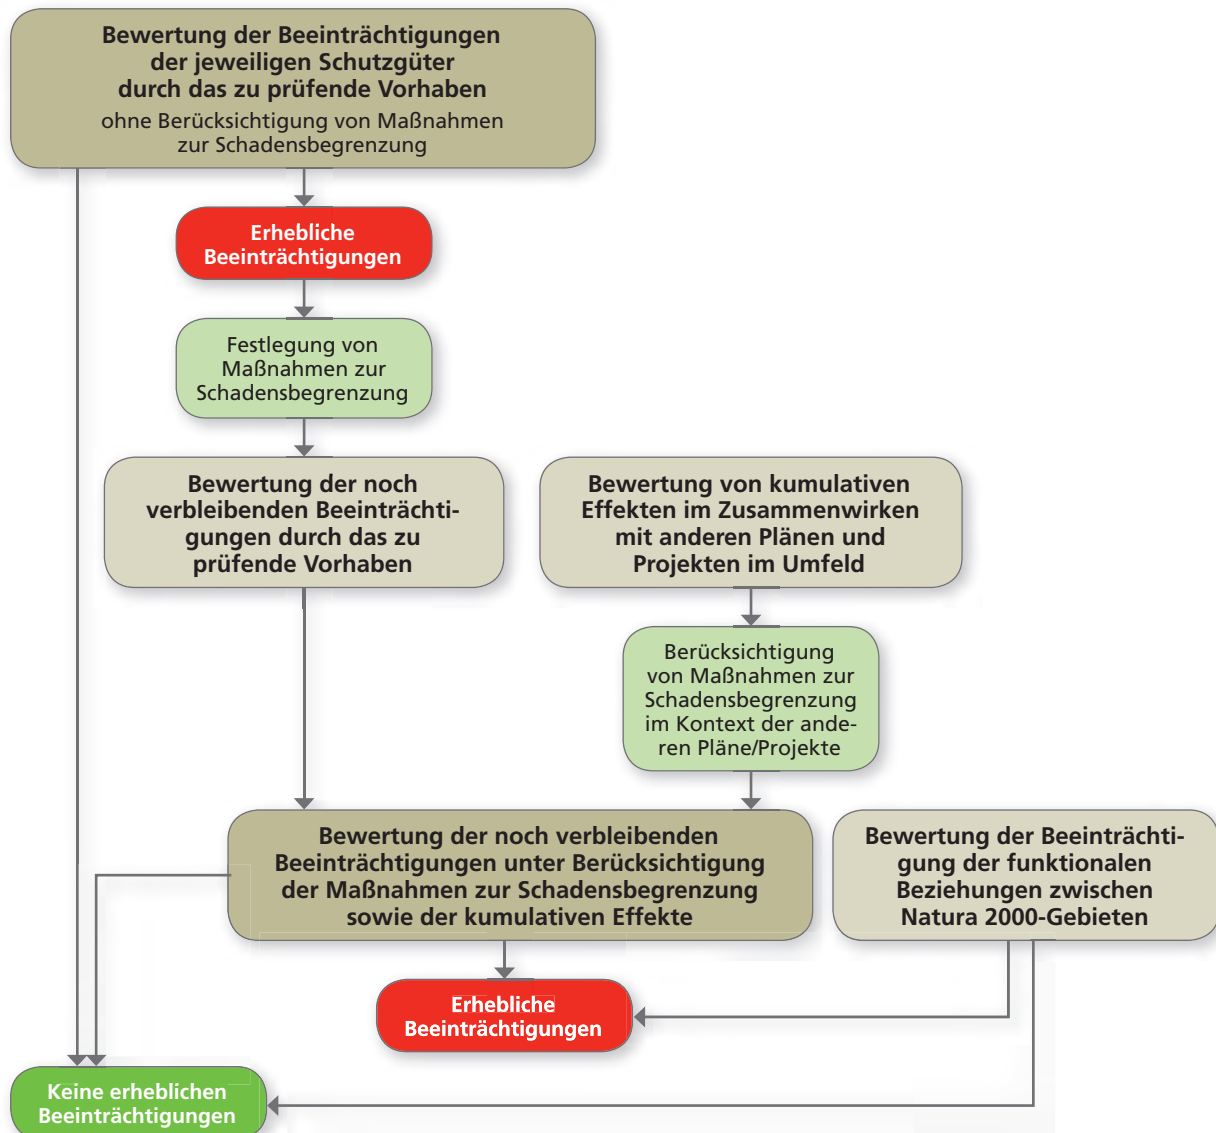 Bewertung der Beeinträchtigungen
der jeweiligen Schutzgüter
durch das zu prüfende Vorhaben
ohne Berücksichtigung von Maßnahmen
zur Schadensbegrenzung
Erhebliche
Beeinträchtigungen
Festlegung von
Maßnahmen zur
Schadensbegrenzung
Bewertung der noch
verbleibenden Beeinträchti-
gungen durch das zu
prüfende Vorhaben
Bewertung von kumulativen
Effekten im Zusammenwirken
mit anderen Plänen und
Projekten im Umfeld
Berücksichtigung
von Maßnahmen zur
Schadensbegrenzung
im Kontext der ande-
ren Pläne/Projekte
Bewertung der noch verbleibenden
Beeinträchtigungen unter Berücksichtigung
der Maßnahmen zur Schadensbegrenzung
sowie der kumulativen Effekte
Bewertung der Beeinträchti-
gung der funktionalen
Beziehungen zwischen
Natura 2000-Gebieten
Erhebliche
Beeinträchtigungen
Keine erheblichen
Beeinträchtigungen